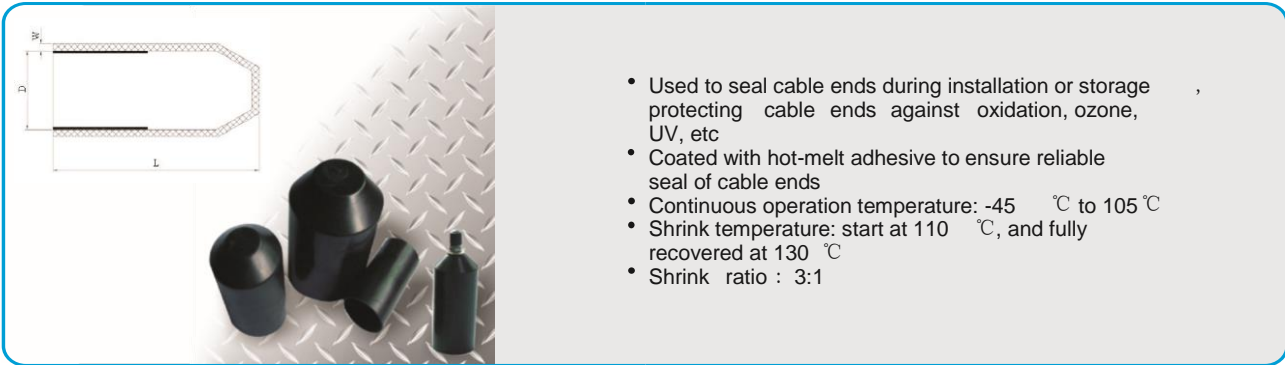 W
D
L
• Used to seal cable ends during installation or storage ,
protecting cable ends against oxidation, ozone,
UV, etc
• Coated with hot-melt adhesive to ensure reliable
seal of cable ends
• Continuous operation temperature: -45 ℃ to 105 ℃
• Shrink temperature: start at 110 ℃, and fully
recovered at 130 ℃
• Shrink ratio : 3:1